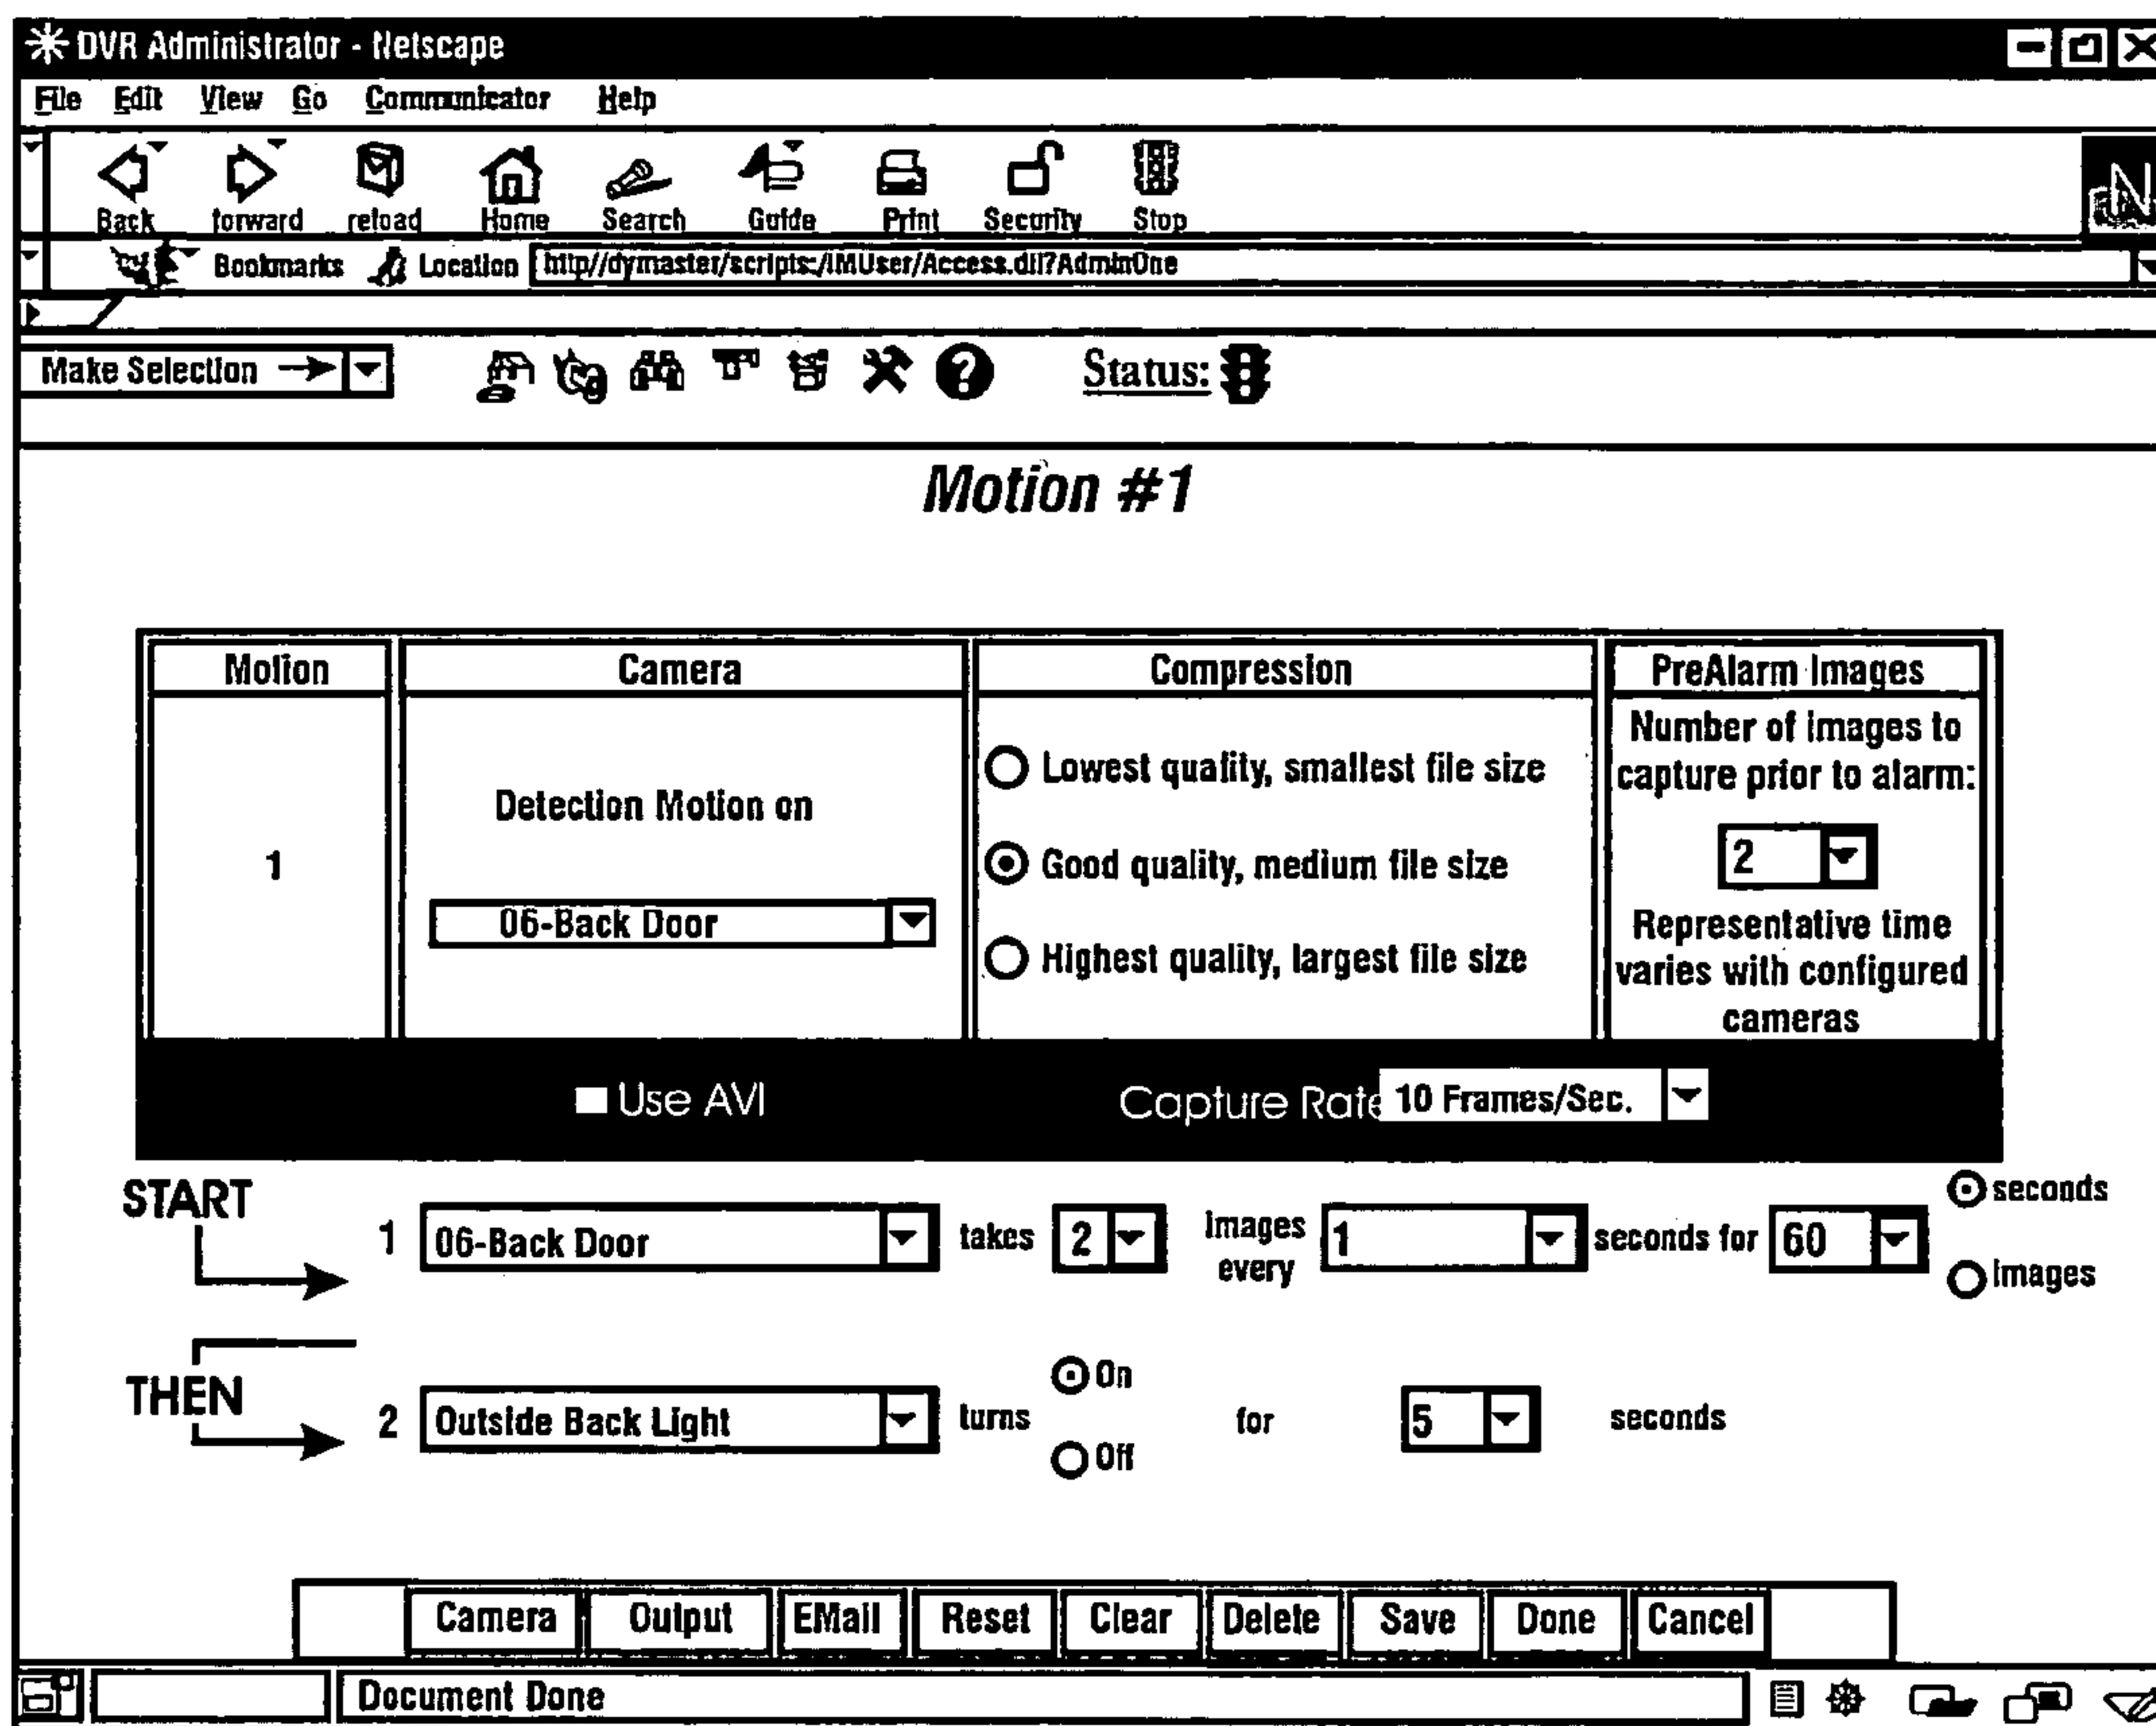 DVR Administrator - Netscape
File Edit View Go Communicator Help
Back forward reload Home Search Guide Print Security Stop
N
Bookmarks Location http//dymaster/scripts:/IMUser/Access.dll?AdminOne
Make Selection ? Status:
Motion #1
Motion Camera Compression PreAlarm Images
1
Detection Motion on
06-Back Door
Lowest quality, smallest file size
Good quality, medium file size
Highest quality, largest file size
Number of images to
capture prior to alarm:
2
Representative time
varies with configured
cameras
Use AVI Capture Rate 10 Frames/Sec.
START
1 06-Back Door takes 2 Images every 1 seconds for 60 seconds
images
THEN
2 Outside Back Light turns On
Off
for 5 seconds
Camera Output EMail Reset Clear Delete Save Done Cancel
Document Done